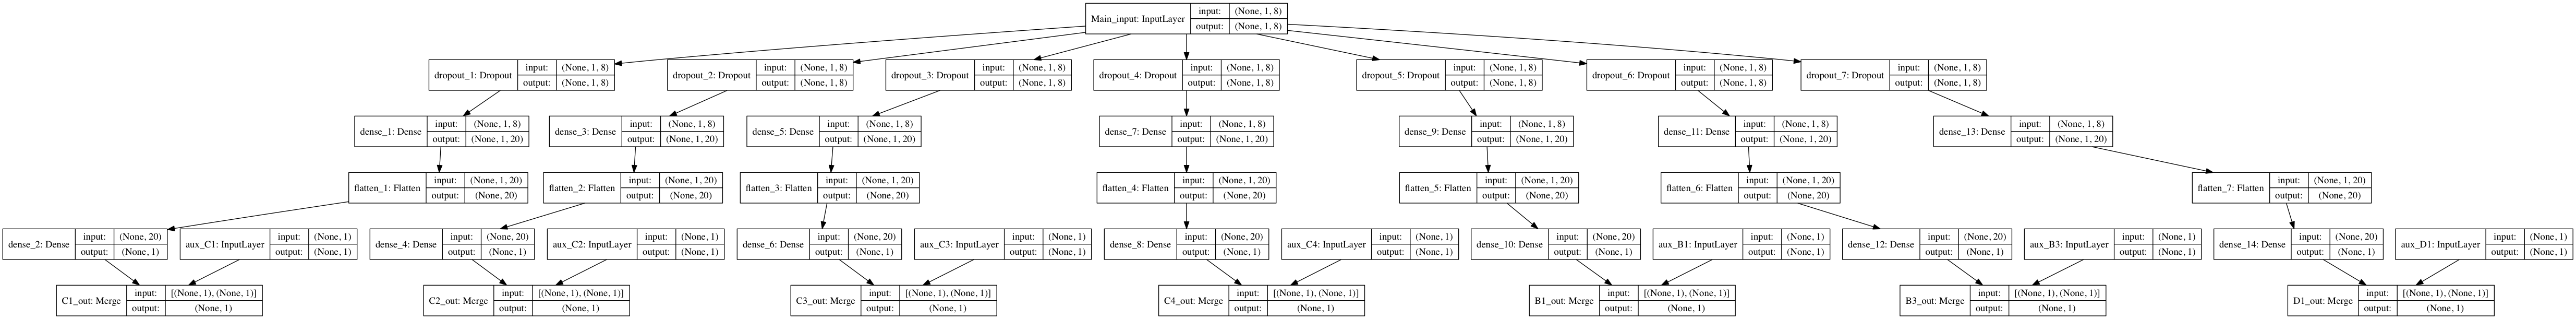 Main_input: InputLayer input: (None, 1, 8)
output: (None, 1, 8)
dropout_1: Dropout input: (None, 1, 8)
output: (None, 1, 8)
dropout_2: Dropout input: (None, 1, 8)
output: (None, 1, 8)
dropout_3: Dropout input: (None, 1, 8)
output: (None, 1, 8)
dropout_4: Dropout input: (None, 1, 8)
output: (None, 1, 8)
dropout_5: Dropout input: (None, 1, 8)
output: (None, 1, 8)
dropout_6: Dropout input: (None, 1, 8)
output: (None, 1, 8)
dropout_7: Dropout input: (None, 1, 8)
output: (None, 1, 8)
dense_1: Dense input: (None, 1, 8)
output: (None, 1, 20)
dense_3: Dense input: (None, 1, 8)
output: (None, 1, 20)
dense_5: Dense input: (None, 1, 8)
output: (None, 1, 20)
dense_7: Dense input: (None, 1, 8)
output: (None, 1, 20)
dense_9: Dense input: (None, 1, 8)
output: (None, 1, 20)
dense_11: Dense input: (None, 1, 8)
output: (None, 1, 20)
dense_13: Dense input: (None, 1, 8)
output: (None, 1, 20)
flatten_1: Flatten input: (None, 1, 20)
output: (None, 20)
flatten_2: Flatten input: (None, 1, 20)
output: (None, 20)
flatten_3: Flatten input: (None, 1, 20)
output: (None, 20)
flatten_4: Flatten input: (None, 1, 20)
output: (None, 20)
flatten_5: Flatten input: (None, 1, 20)
output: (None, 20)
flatten_6: Flatten input: (None, 1, 20)
output: (None, 20)
flatten_7: Flatten input: (None, 1, 20)
output: (None, 20)
dense_2: Dense input: (None, 20)
output: (None, 1)
aux_C1: InputLayer input: (None, 1)
output: (None, 1)
dense_4: Dense input: (None, 20)
output: (None, 1)
aux_C2: InputLayer input: (None, 1)
output: (None, 1)
dense_6: Dense input: (None, 20)
output: (None, 1)
aux_C3: InputLayer input: (None, 1)
output: (None, 1)
dense_8: Dense input: (None, 20)
output: (None, 1)
aux_C4: InputLayer input: (None, 1)
output: (None, 1)
dense_10: Dense input: (None, 20)
output: (None, 1)
aux_B1: InputLayer input: (None, 1)
output: (None, 1)
dense_12: Dense input: (None, 20)
output: (None, 1)
aux_B3: InputLayer input: (None, 1)
output: (None, 1)
dense_14: Dense input: (None, 20)
output: (None, 1)
aux_D1: InputLayer input: (None, 1)
output: (None, 1)
C1_out: Merge input: [(None, 1), (None, 1)]
output: (None, 1)
C2_out: Merge input: [(None, 1), (None, 1)]
output: (None, 1)
C3_out: Merge input: [(None, 1), (None, 1)]
output: (None, 1)
C4_out: Merge input: [(None, 1), (None, 1)]
output: (None, 1)
B1_out: Merge input: [(None, 1), (None, 1)]
output: (None, 1)
B3_out: Merge input: [(None, 1), (None, 1)]
output: (None, 1)
D1_out: Merge input: [(None, 1), (None, 1)]
output: (None, 1)